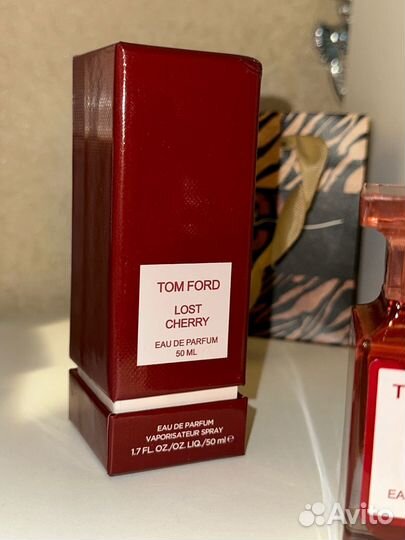 TOM FORD
LOST
CHERRY
EAU DE PARFUM
50 ML
EAU DE PARFUM
VAPORISATEUR SPRAY
1.7 FL. OZ./OZ. LIQ./50 ml ℮
T
EA
Avito